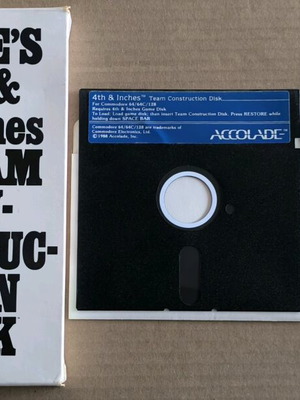 E'S
&
hes
AM
-
UC-
N
K
4th & Inches™ Team Construction Disk
For Commodore 64/64C/128
Requires 4th & Inches Game Disk
To Load: Load game disk, then insert Team Construction Disk. Press RESTORE while
holding down SPACE BAR
Commodore 64/64C/128 are trademarks of
Commodore Electronics, Ltd.
©1988 Accolade, Inc.
ACCOLADE™